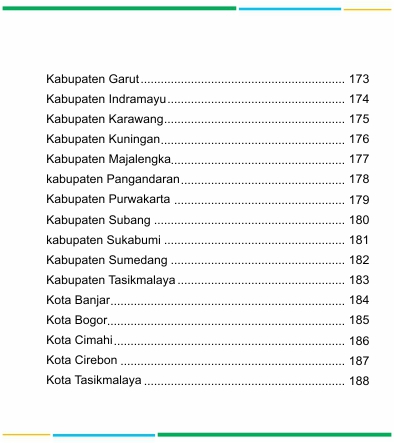 Kabupaten Garut............................................................. 173
Kabupaten Indramayu..................................................... 174
Kabupaten Karawang...................................................... 175
Kabupaten Kuningan....................................................... 176
Kabupaten Majalengka.................................................... 177
kabupaten Pangandaran................................................. 178
Kabupaten Purwakarta ................................................... 179
Kabupaten Subang ......................................................... 180
kabupaten Sukabumi ...................................................... 181
Kabupaten Sumedang .................................................... 182
Kabupaten Tasikmalaya.................................................. 183
Kota Banjar...................................................................... 184
Kota Bogor....................................................................... 185
Kota Cimahi..................................................................... 186
Kota Cirebon ................................................................... 187
Kota Tasikmalaya ............................................................ 188